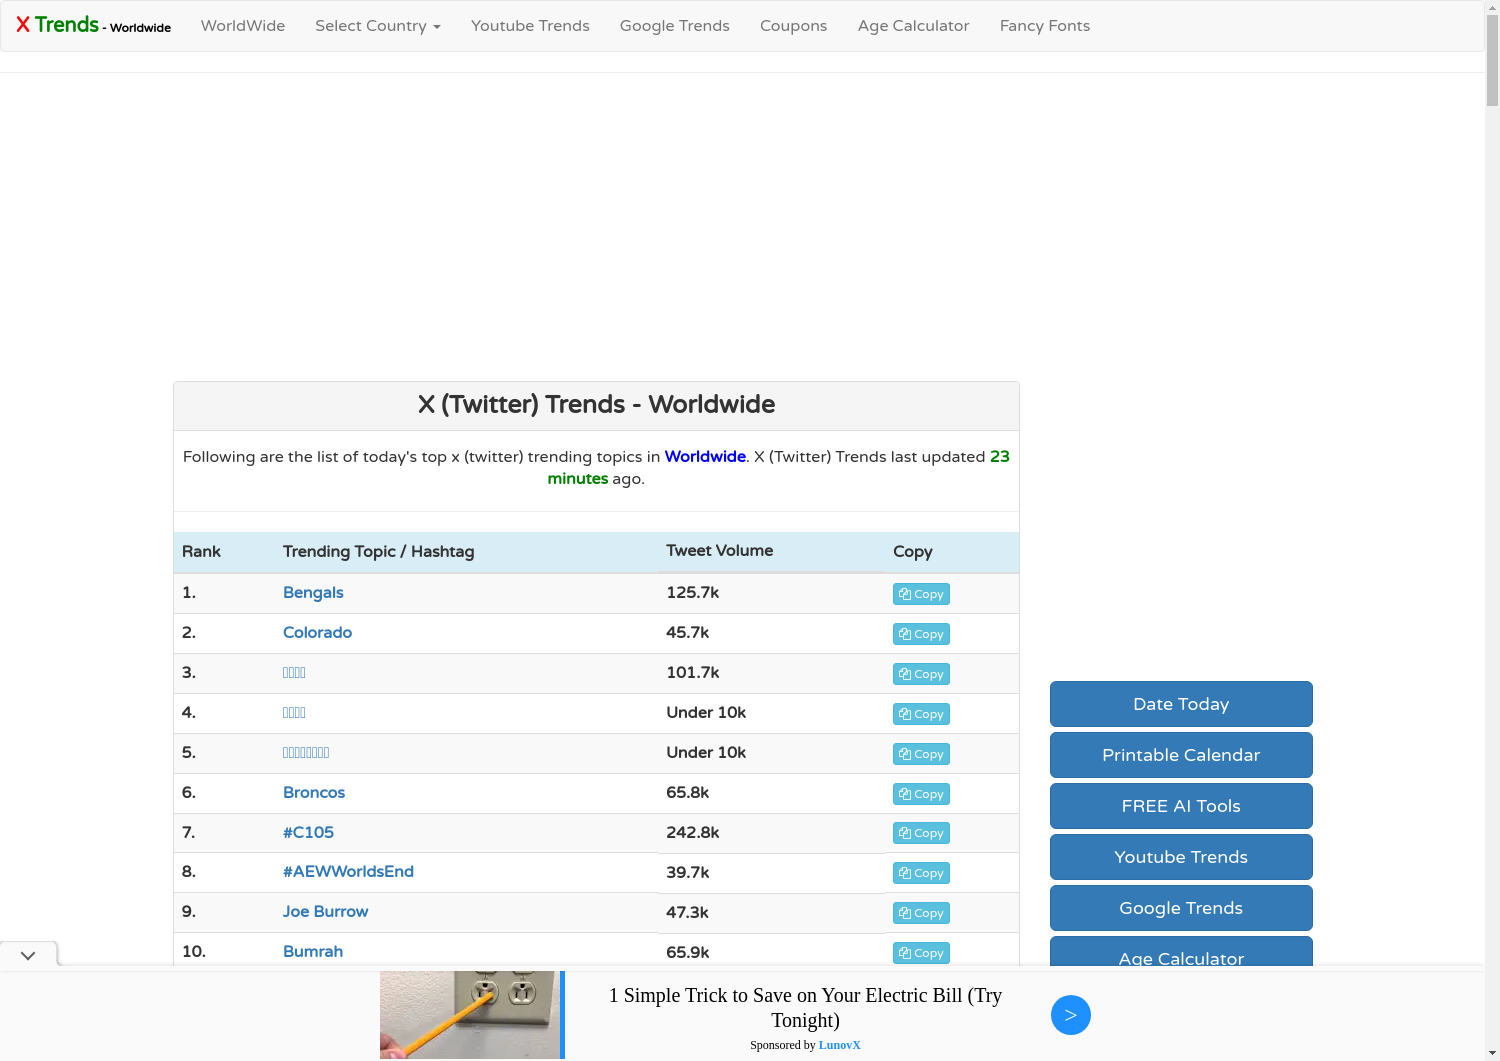 X Trends - Worldwide
WorldWide
Select Country
Youtube Trends
Google Trends
Coupons
Age Calculator
Fancy Fonts
X (Twitter) Trends - Worldwide
Following are the list of today's top x (twitter) trending topics in Worldwide. X (Twitter) Trends last updated 23
minutes ago.
Rank Trending Topic / Hashtag Tweet Volume Copy
1. Bengals 125.7k Copy
2. Colorado 45.7k Copy
3. 101.7k Copy
4. Under 10k Copy
5. Under 10k Copy
6. Broncos 65.8k Copy
7. #C105 242.8k Copy
8. #AEWWorldsEnd 39.7k Copy
9. Joe Burrow 47.3k Copy
10. Bumrah 65.9k Copy
Date Today
Printable Calendar
FREE AI Tools
Youtube Trends
Google Trends
Age Calculator
1 Simple Trick to Save on Your Electric Bill (Try
Tonight)
Sponsored by LunovX
>